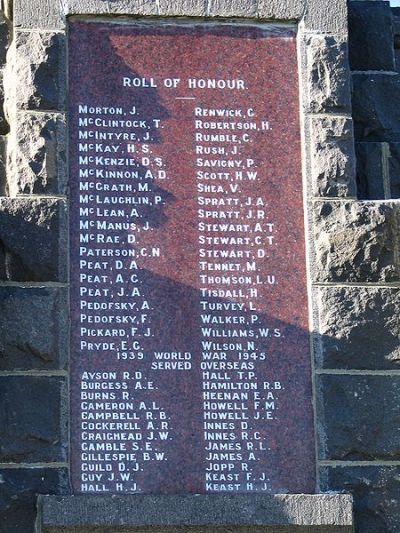 ROLL OF HONOUR.
MORTON, J. RENWICK, G.
MCCLINTOCK, T. ROBERTSON, H.
MCINTYRE, J. RUMBLE, C.
MCKAY, H.S. RUSH, J.
MCKENZIE, D.S. SAVIGNY, P.
MCKINNON, A.D. SCOTT, H.W.
MCGRATH, M. SHEA, V.
MCLAUCHLIN, P. SPRATT, J.A.
MCLEAN, A. SPRATT, J.R.
MCMANUS, J. STEWART, A.T.
MCRAE, D. STEWART, C.T.
PATERSON, C.N STEWART, D.
PEAT, D.A. TENNET, M.
PEAT, A.C. THOMSON, L.U.
PEAT, J.A. TISDALL, H.
PEDOFSKY, A. TURVEY, L.
PEDOFSKY, F. WALKER, P.
PICKARD, F.J. WILLIAMS, W.S.
PRYDE, E.G. WILSON, N.
1939 WORLD WAR 1945
SERVED OVERSEAS
AYSON R.D. HALL T.P.
BURGESS A.E. HAMILTON R.B.
BURNS R. HEENAN E.A.
CAMERON A.L. HOWELL F.M.
CAMPBELL R.B. HOWELL J.E.
COCKERELL A.R. INNES D.
CRAIGHEAD J.W. INNES R.C.
GAMBLE S.E. JAMES R.L.
GILLESPIE B.W. JAMES A.
GUILD D.J. JOPP R.
GUY J.W. KEAST F.J.
HALL H.J. KEAST H.J.